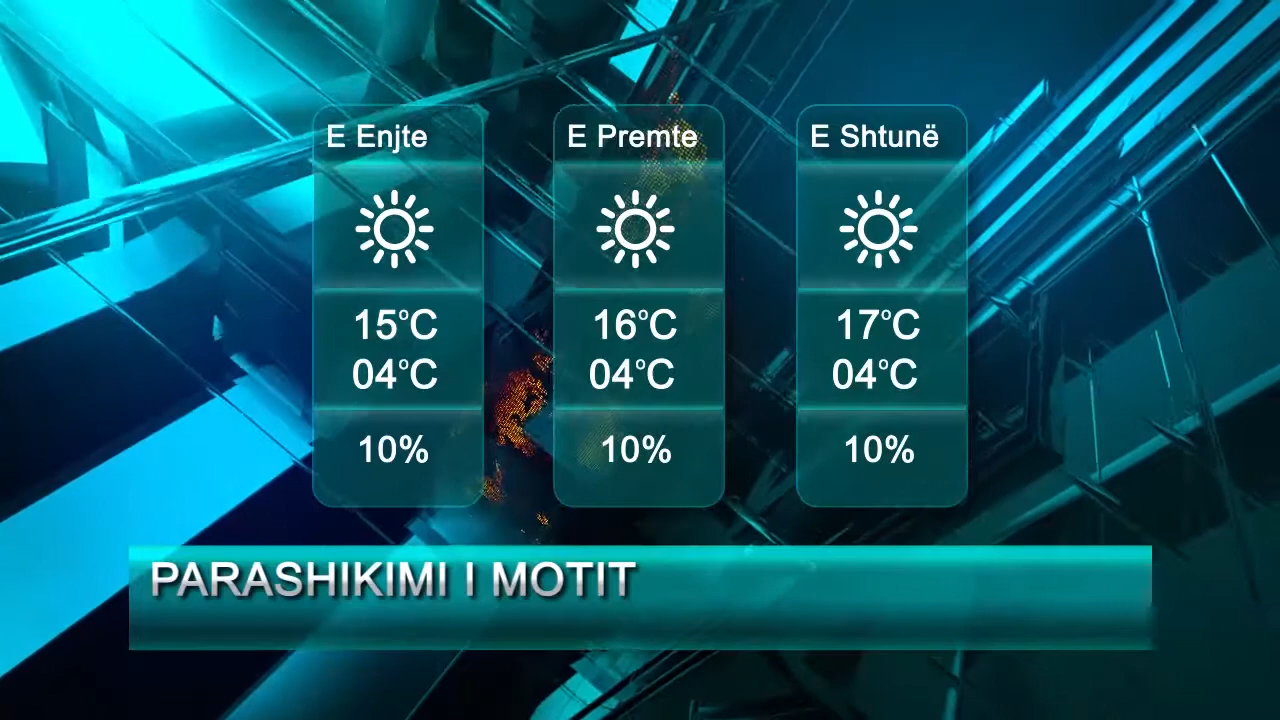 E Enjte
15°C
04°C
10%
E Premte
16°C
04°C
10%
E Shtunë
17°C
04°C
10%
PARASHIKIMI I MOTIT